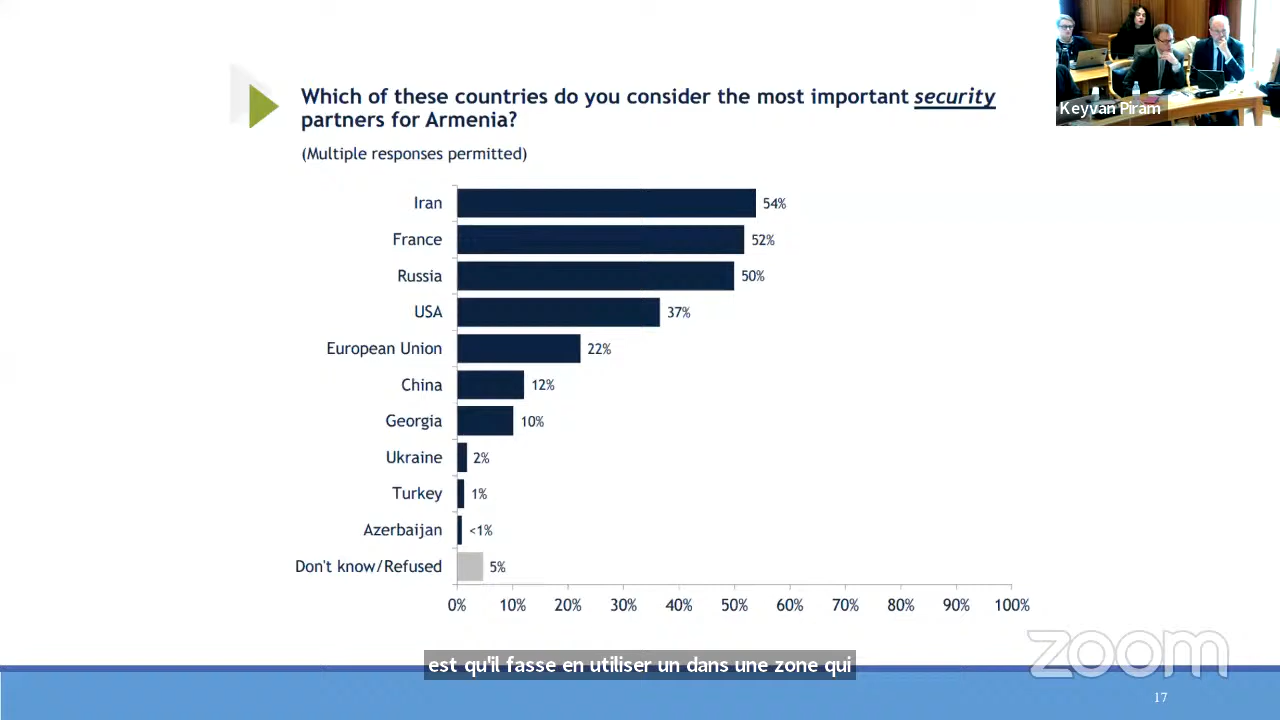 Which of these countries do you consider the most important security
partners for Armenia?
(Multiple responses permitted)
Iran 54%
France 52%
Russia 50%
USA 37%
European Union 22%
China 12%
Georgia 10%
Ukraine 2%
Turkey 1%
Azerbaijan <1%
Don't know/Refused 5%
0% 10% 20% 30% 40% 50% 60% 70% 80% 90% 100%
Keyvan Piram
zoom
est qu'il fasse en utiliser un dans une zone qui
17